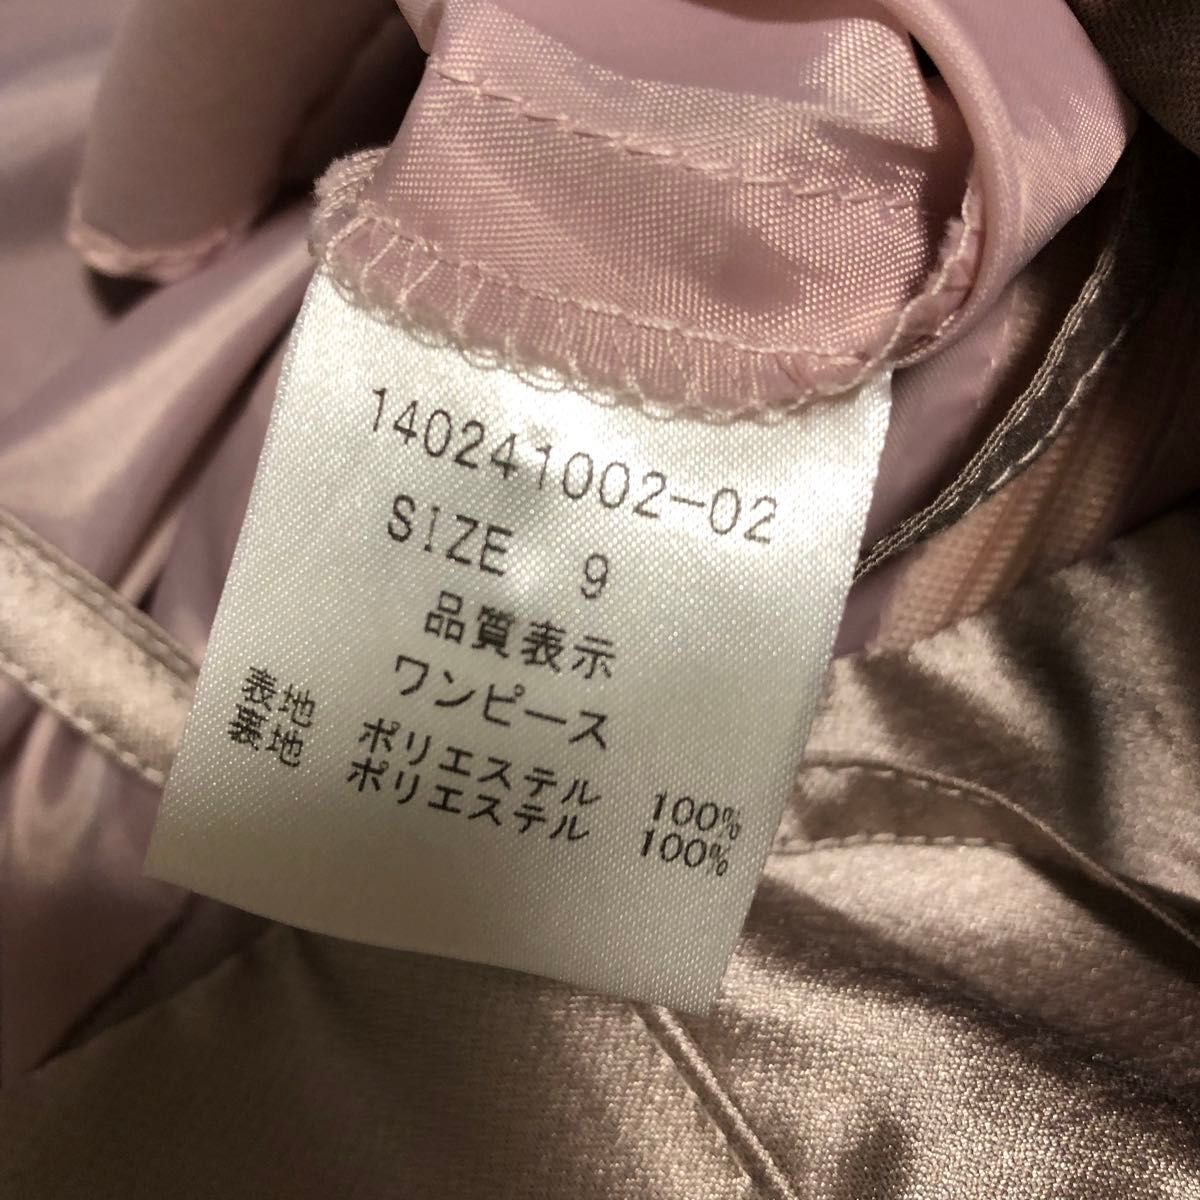 140241002-02
SIZE 9
品質表示
ワンピース
表地 ポリエステル 100%
裏地 ポリエステル 100%